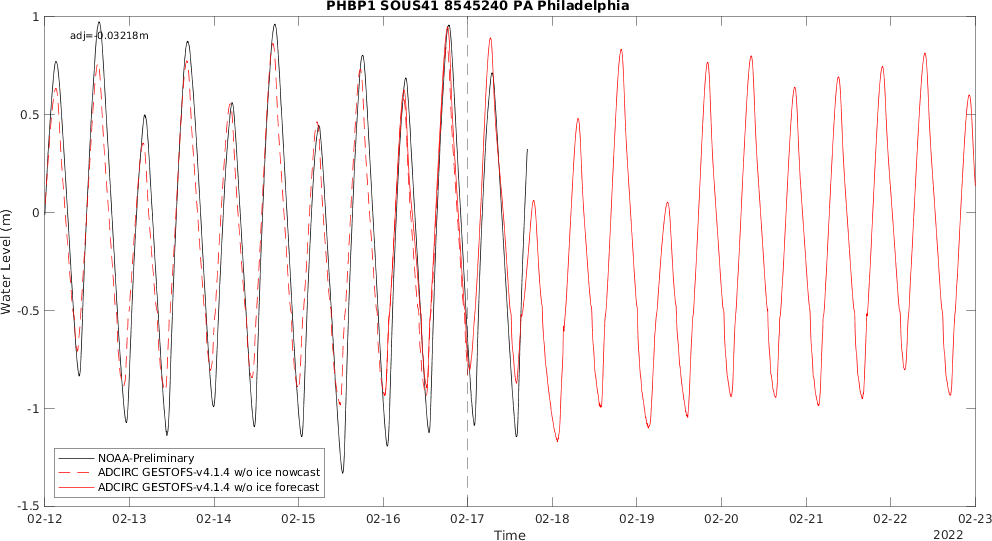 PHBP1 SOUS41 8545240 PA Philadelphia
adj=-0.03218m
1
0.5
0
-0.5
-1
-1.5
Water Level (m)
NOAA-Preliminary
ADCIRC GESTOFS-v4.1.4 w/o ice nowcast
ADCIRC GESTOFS-v4.1.4 w/o ice forecast
02-12 02-13 02-14 02-15 02-16 02-17 02-18 02-19 02-20 02-21 02-22 02-23
Time
2022